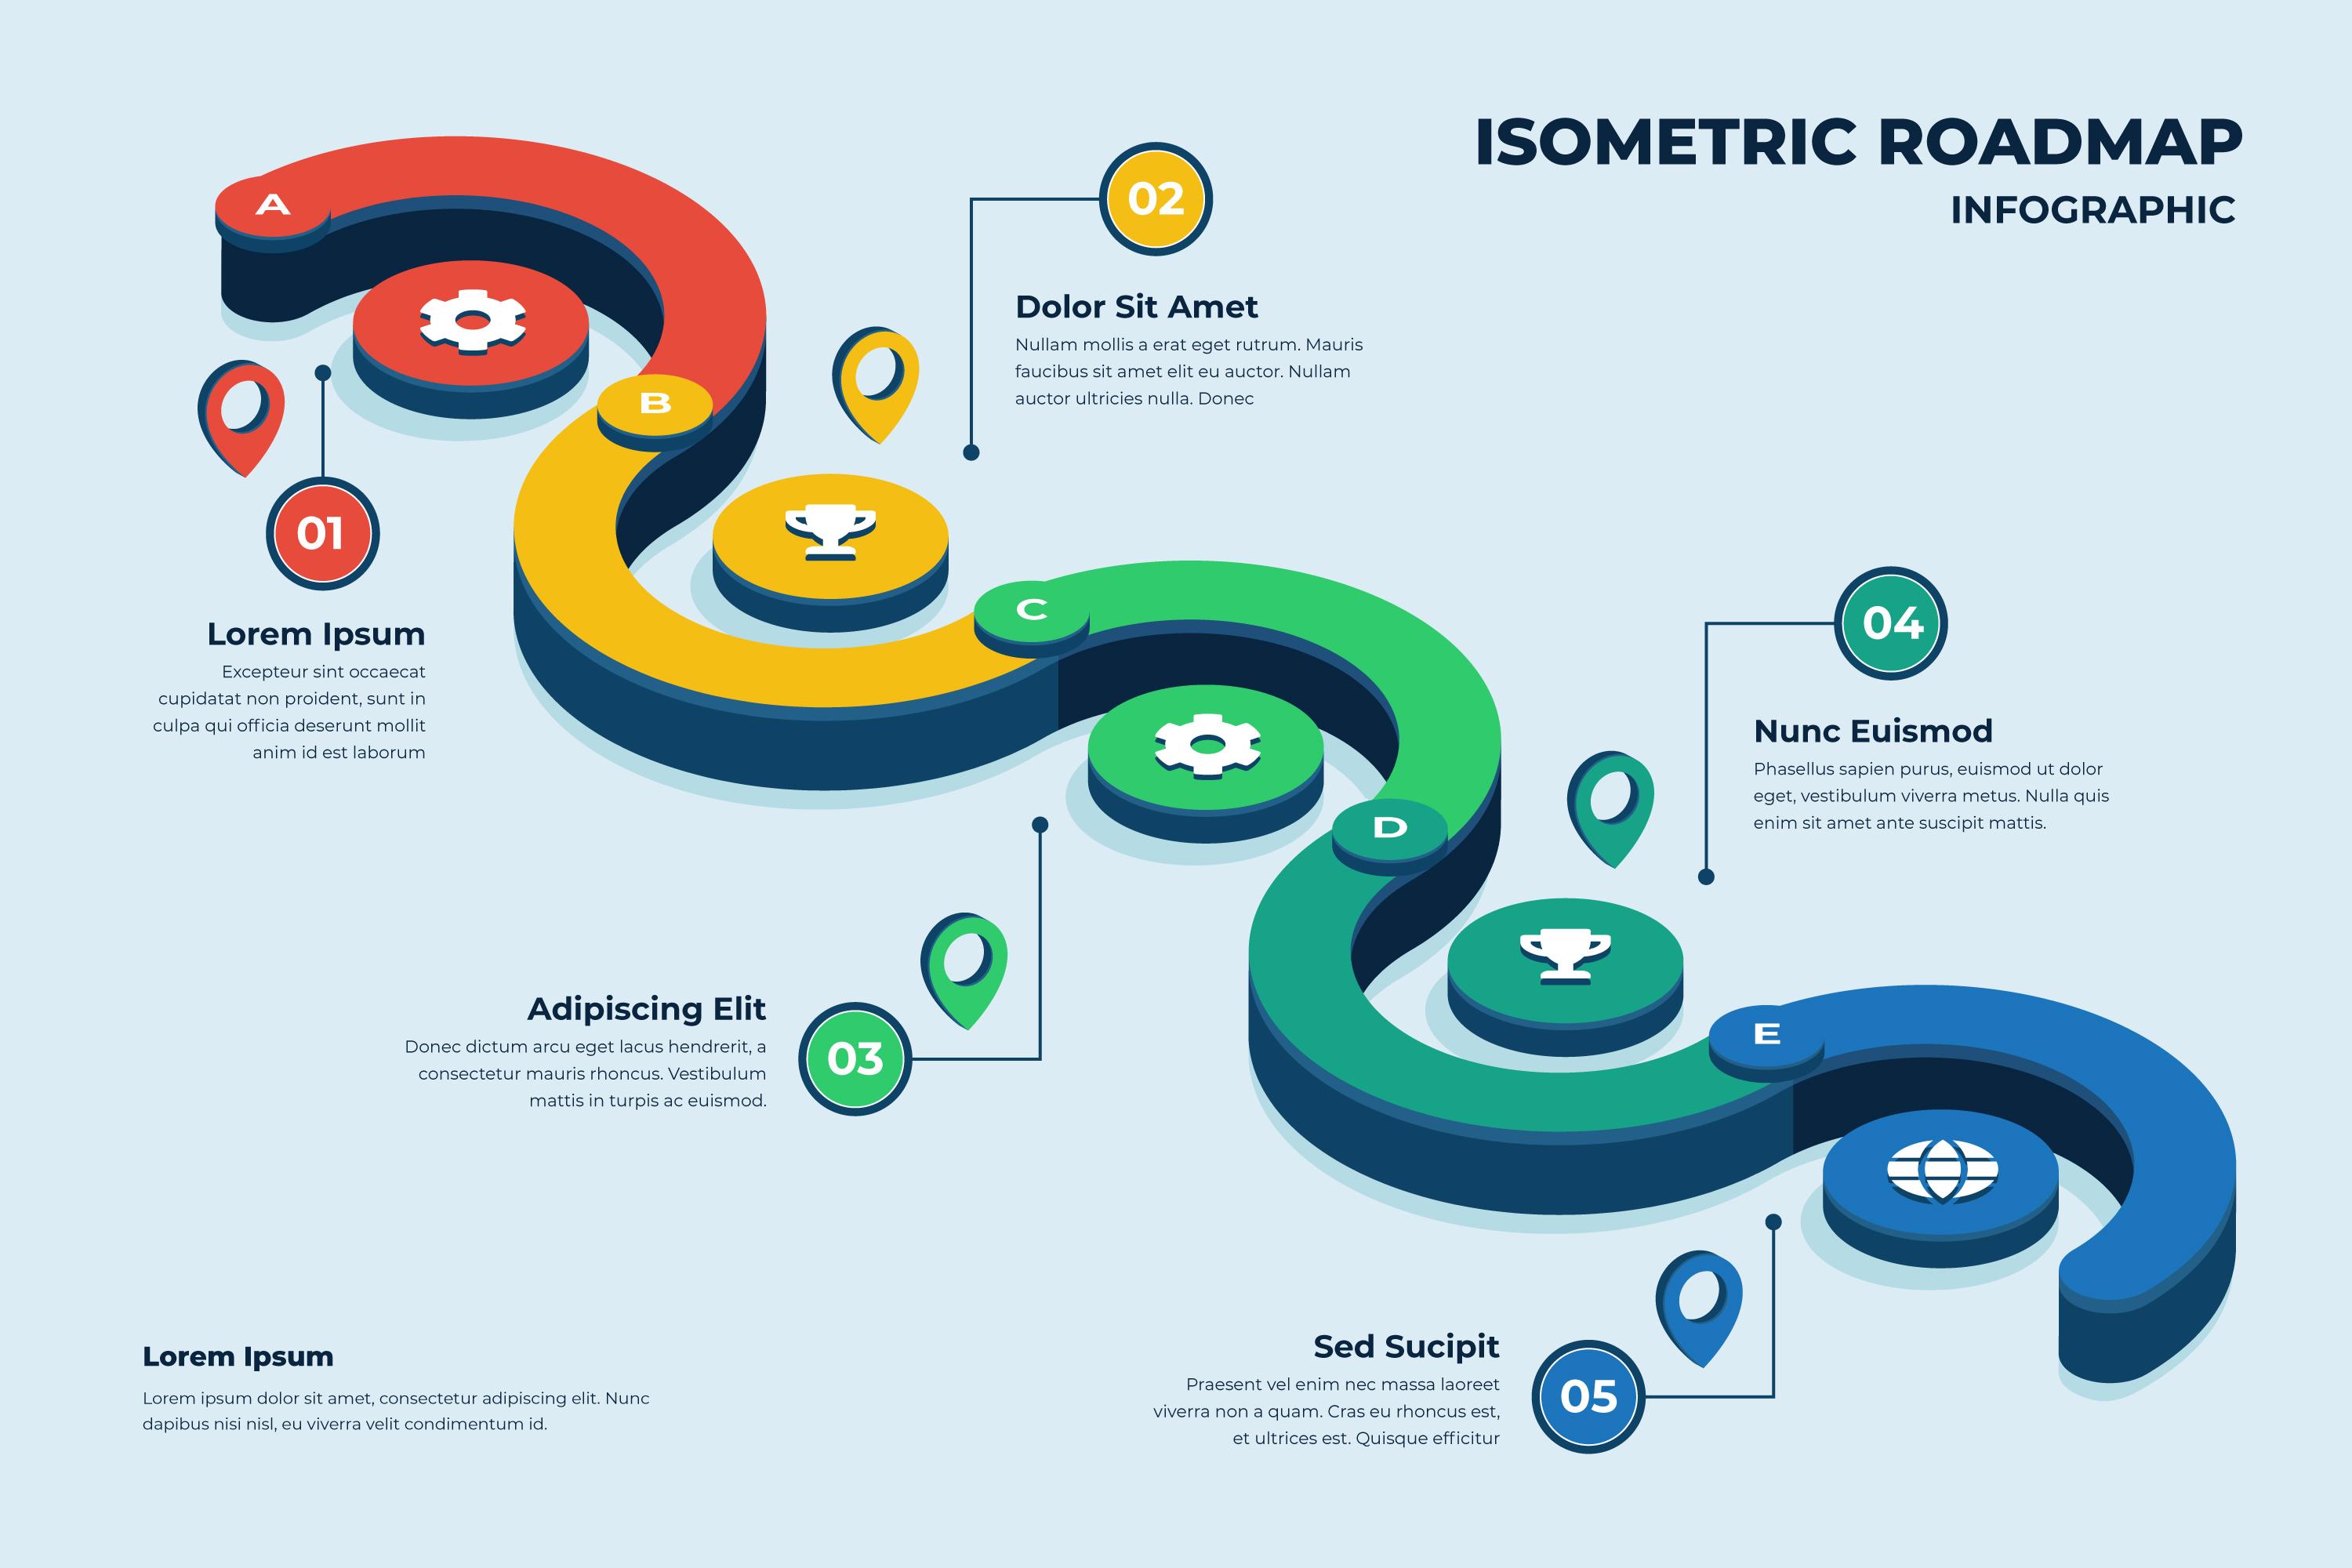 ISOMETRIC ROADMAP
INFOGRAPHIC
A
01
Lorem Ipsum
Excepteur sint occaecat
cupidatat non proident, sunt in
culpa qui officia deserunt mollit
anim id est laborum
B
02
Dolor Sit Amet
Nullam mollis a erat eget rutrum. Mauris
faucibus sit amet elit eu auctor. Nullam
auctor ultricies nulla. Donec
C
03
Adipiscing Elit
Donec dictum arcu eget lacus hendrerit, a
consectetur mauris rhoncus. Vestibulum
mattis in turpis ac euismod.
D
04
Nunc Euismod
Phasellus sapien purus, euismod ut dolor
eget, vestibulum viverra metus. Nulla quis
enim sit amet ante suscipit mattis.
E
05
Sed Sucipit
Praesent vel enim nec massa laoreet
viverra non a quam. Cras eu rhoncus est,
et ultrices est. Quisque efficitur
Lorem Ipsum
Lorem ipsum dolor sit amet, consectetur adipiscing elit. Nunc
dapibus nisi nisl, eu viverra velit condimentum id.